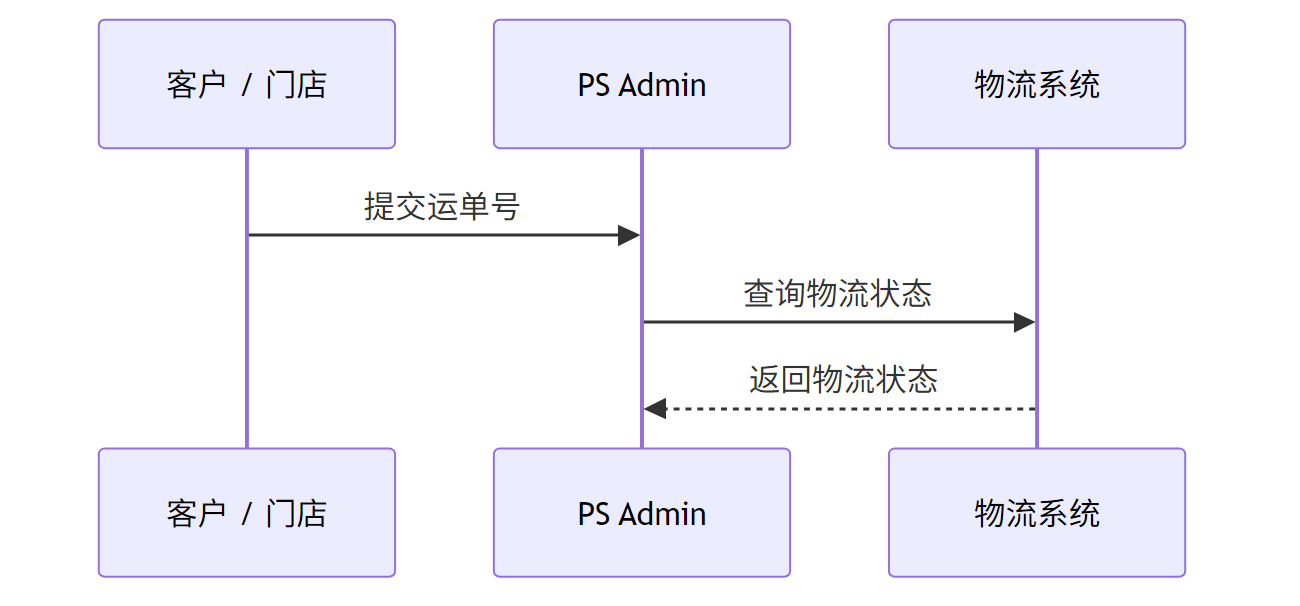 客户 / 门店
PS Admin
物流系统
提交运单号
查询物流状态
返回物流状态
客户 / 门店
PS Admin
物流系统